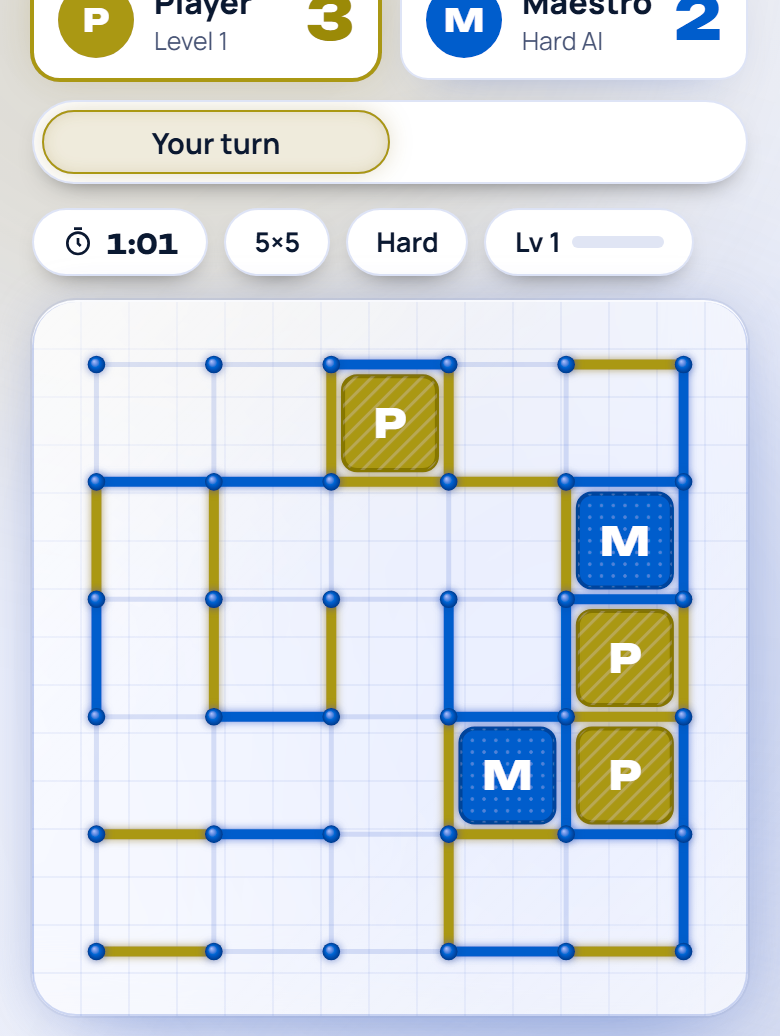 P
Player
Level 1
3
M
Maestro
Hard AI
2
Your turn
1:01
5×5
Hard
Lv 1
P
M
P
M
P